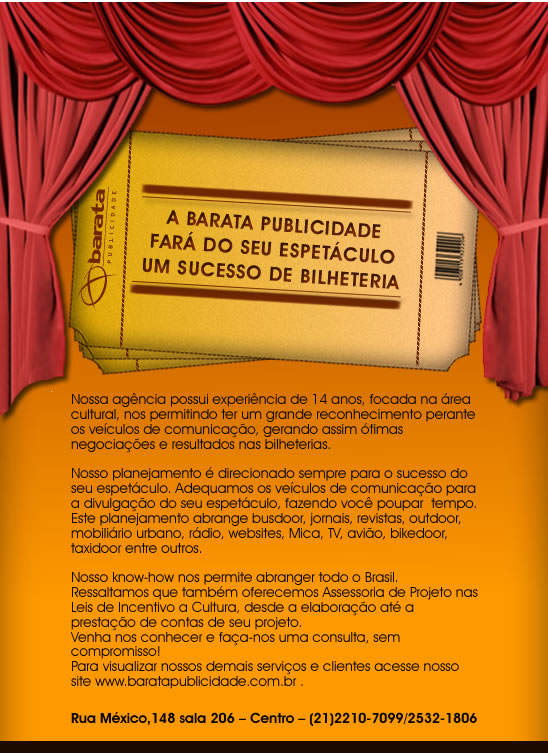 barata
PUBLICIDADE
A BARATA PUBLICIDADE
FARÁ DO SEU ESPETÁCULO
UM SUCESSO DE BILHETERIA
Nossa agência possui experiência de 14 anos, focada na área
cultural, nos permitindo ter um grande reconhecimento perante
os veículos de comunicação, gerando assim ótimas
negociações e resultados nas bilheterias.
Nosso planejamento é direcionado sempre para o sucesso do
seu espetáculo. Adequamos os veículos de comunicação para
a divulgação do seu espetáculo, fazendo você poupar tempo.
Este planejamento abrange busdoor, jornais, revistas, outdoor,
mobiliário urbano, rádio, websites, Mica, TV, avião, bikedoor,
taxidoor entre outros.
Nosso know-how nos permite abranger todo o Brasil.
Ressaltamos que também oferecemos Assessoria de Projeto nas
Leis de Incentivo a Cultura, desde a elaboração até a
prestação de contas de seu projeto.
Venha nos conhecer e faça-nos uma consulta, sem
compromisso!
Para visualizar nossos demais serviços e clientes acesse nosso
site www.baratapublicidade.com.br .
Rua México,148 sala 206 – Centro – (21)2210-7099/2532-1806